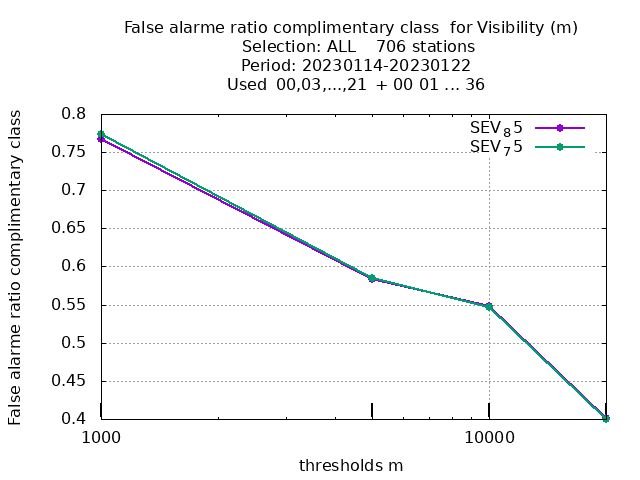 False alarme ratio complimentary class  for Visibility (m)
Selection: ALL    706 stations
Period: 20230114-20230122
Used  00,03,...,21  + 00 01 ... 36
False alarme ratio complimentary class
0.8
0.75
0.7
0.65
0.6
0.55
0.5
0.45
0.4
SEV₈5
SEV₇5
1000
10000
thresholds m